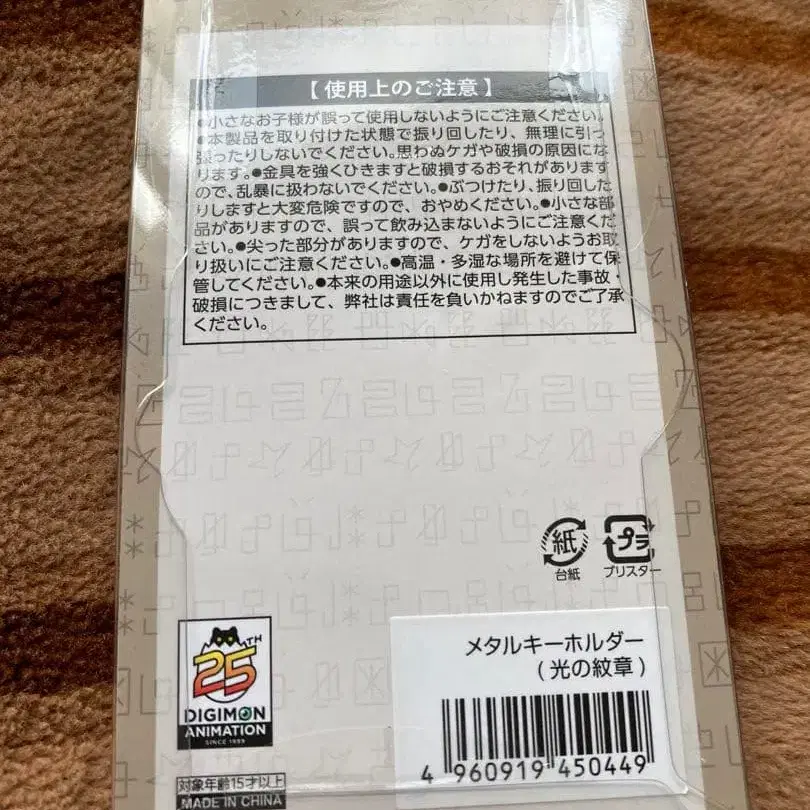 【使用上のご注意】
●小さなお子様が誤って使用しないようにご注意ください。
●本製品を取り付けた状態で振り回したり、無理に引っ
張ったりしないでください。思わぬケガや破損の原因にな
ります。●金具を強くひきますと破損するおそれがあります
ので、乱暴に扱わないでください。●ぶつけたり、振り回した
りしますと大変危険ですので、おやめください。●小さな部
品がありますので、誤って飲み込まないようにご注意くだ
さい。●尖った部分がありますので、ケガをしないようお取
り扱いにご注意ください。●高温・多湿な場所を避けて保
管してください。●本来の用途以外に使用し発生した事故・
破損につきまして、弊社は責任を負いかねますのでご了承
ください。
紙
台紙
プラ
ブリスター
25TH
DIGIMON
ANIMATION
SINCE 1999
メタルキーホルダー
(光の紋章)
4 960919 450449
対象年齢15才以上
MADE IN CHINA